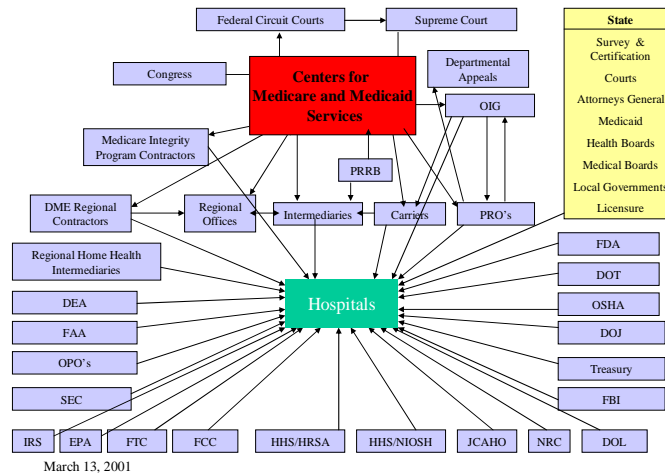 Federal Circuit Courts
Supreme Court
State
Survey &
Certification
Courts
Attorneys General
Medicaid
Health Boards
Medical Boards
Local Governments
Licensure
Congress
Centers for
Medicare and Medicaid
Services
Departmental
Appeals
OIG
Medicare Integrity
Program Contractors
PRRB
DME Regional
Contractors
Regional
Offices
Intermediaries
Carriers
PRO's
Regional Home Health
Intermediaries
Hospitals
FDA
DOT
DEA
OSHA
FAA
DOJ
OPO's
Treasury
SEC
FBI
IRS
EPA
FTC
FCC
HHS/HRSA
HHS/NIOSH
JCAHO
NRC
DOL
March 13, 2001